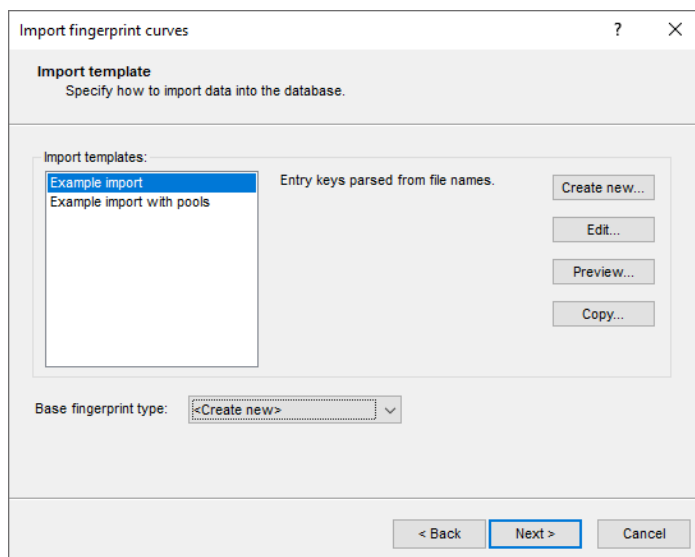 Import fingerprint curves ? ×
Import template
Specify how to import data into the database.
Import templates:
Example import
Example import with pools
Entry keys parsed from file names.
Create new...
Edit...
Preview...
Copy...
Base fingerprint type: <Create new>
< Back Next > Cancel